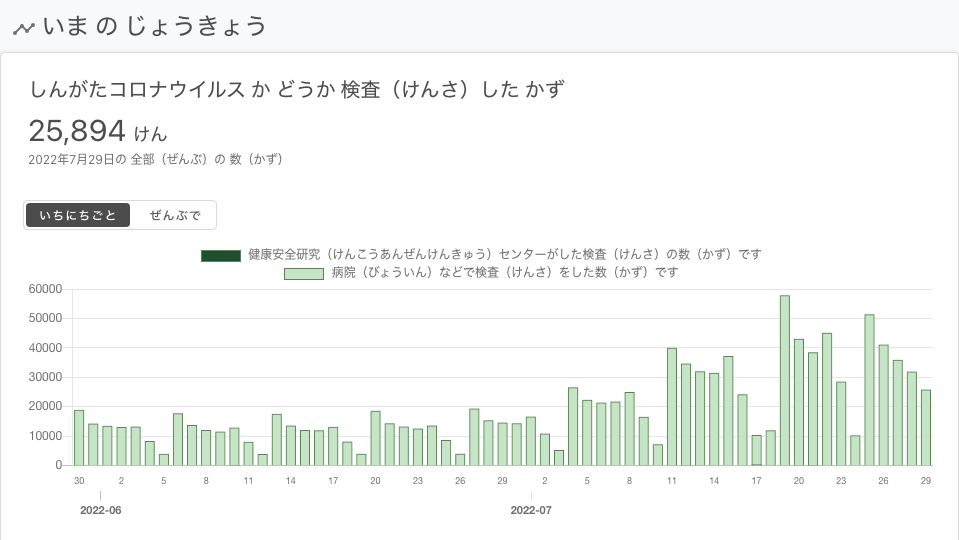 いま の じょうきょう
しんがたコロナウイルス か どうか 検査（けんさ）した かず
25,894 けん
2022年7月29日の 全部（ぜんぶ）の 数（かず）
いちにちごと ぜんぶで
健康安全研究（けんこうあんぜんけんきゅう）センターがした検査（けんさ）の数（かず）です
病院（びょういん）などで検査（けんさ）をした数（かず）です
60000
50000
40000
30000
20000
10000
0
30 2 5 8 11 14 17 20 23 26 29 2 5 8 11 14 17 20 23 26 29
2022-06 2022-07